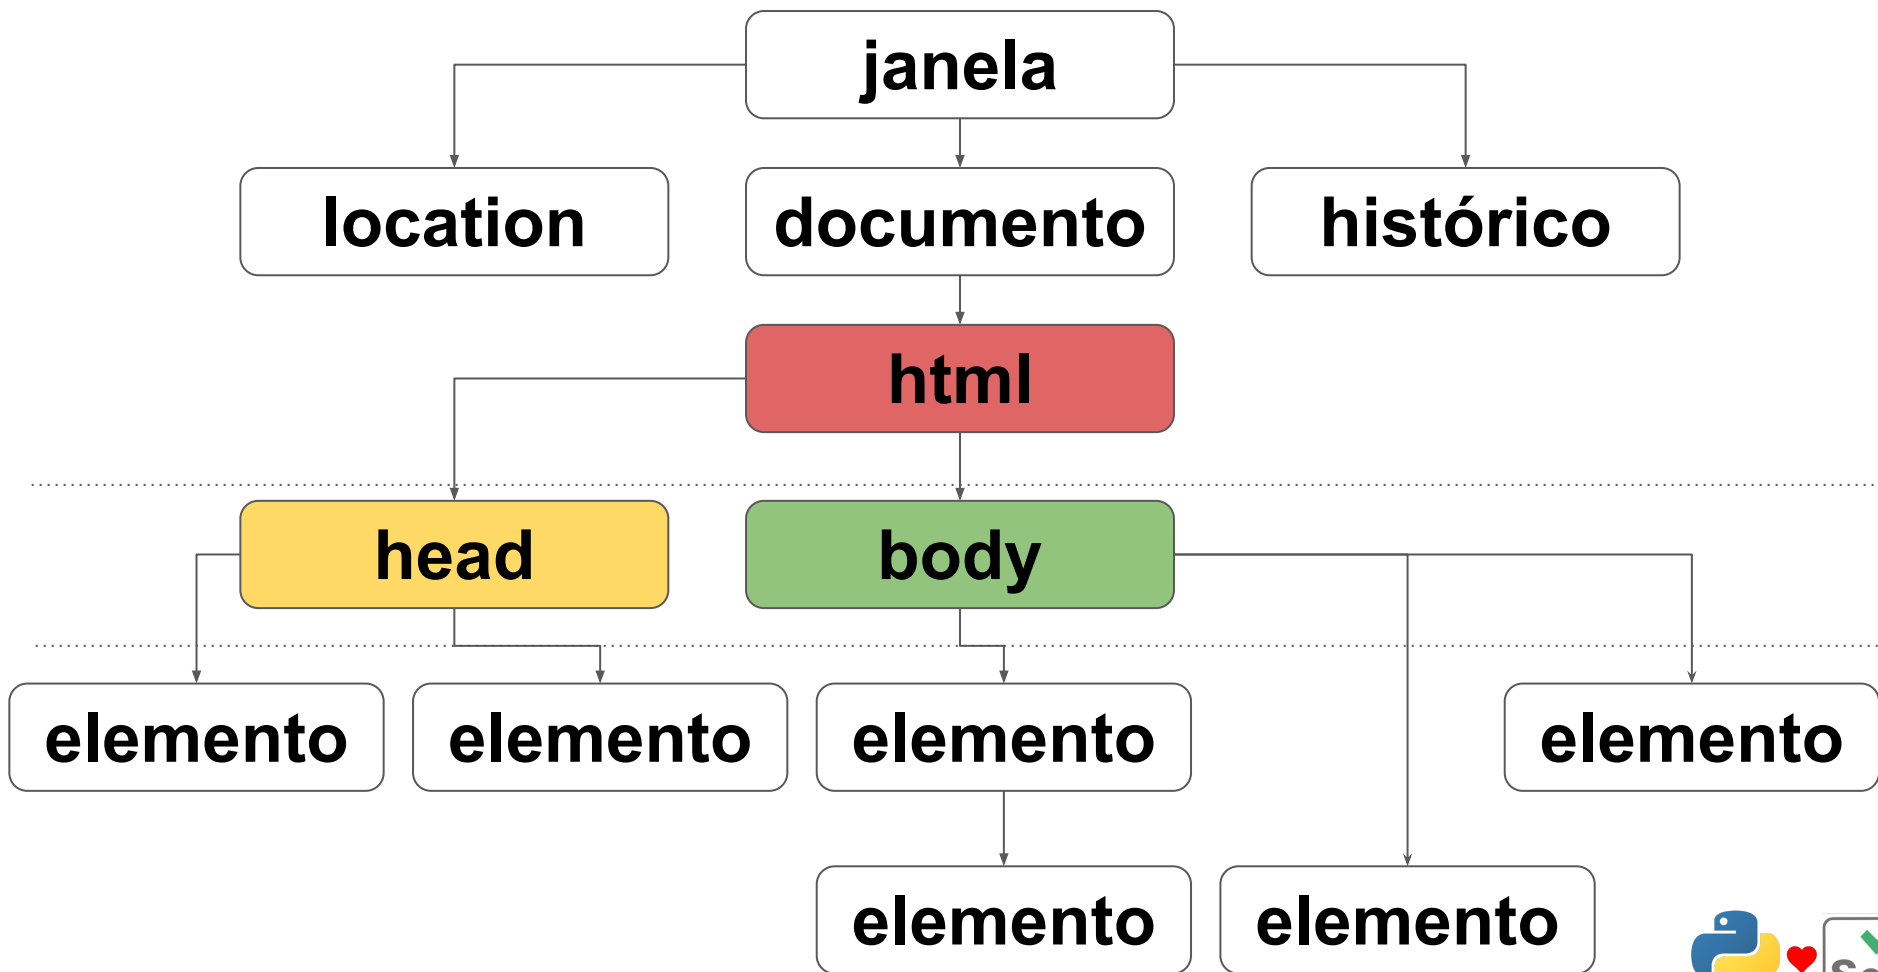 janela
location
documento
histórico
html
head
body
elemento
elemento
elemento
elemento
elemento
elemento